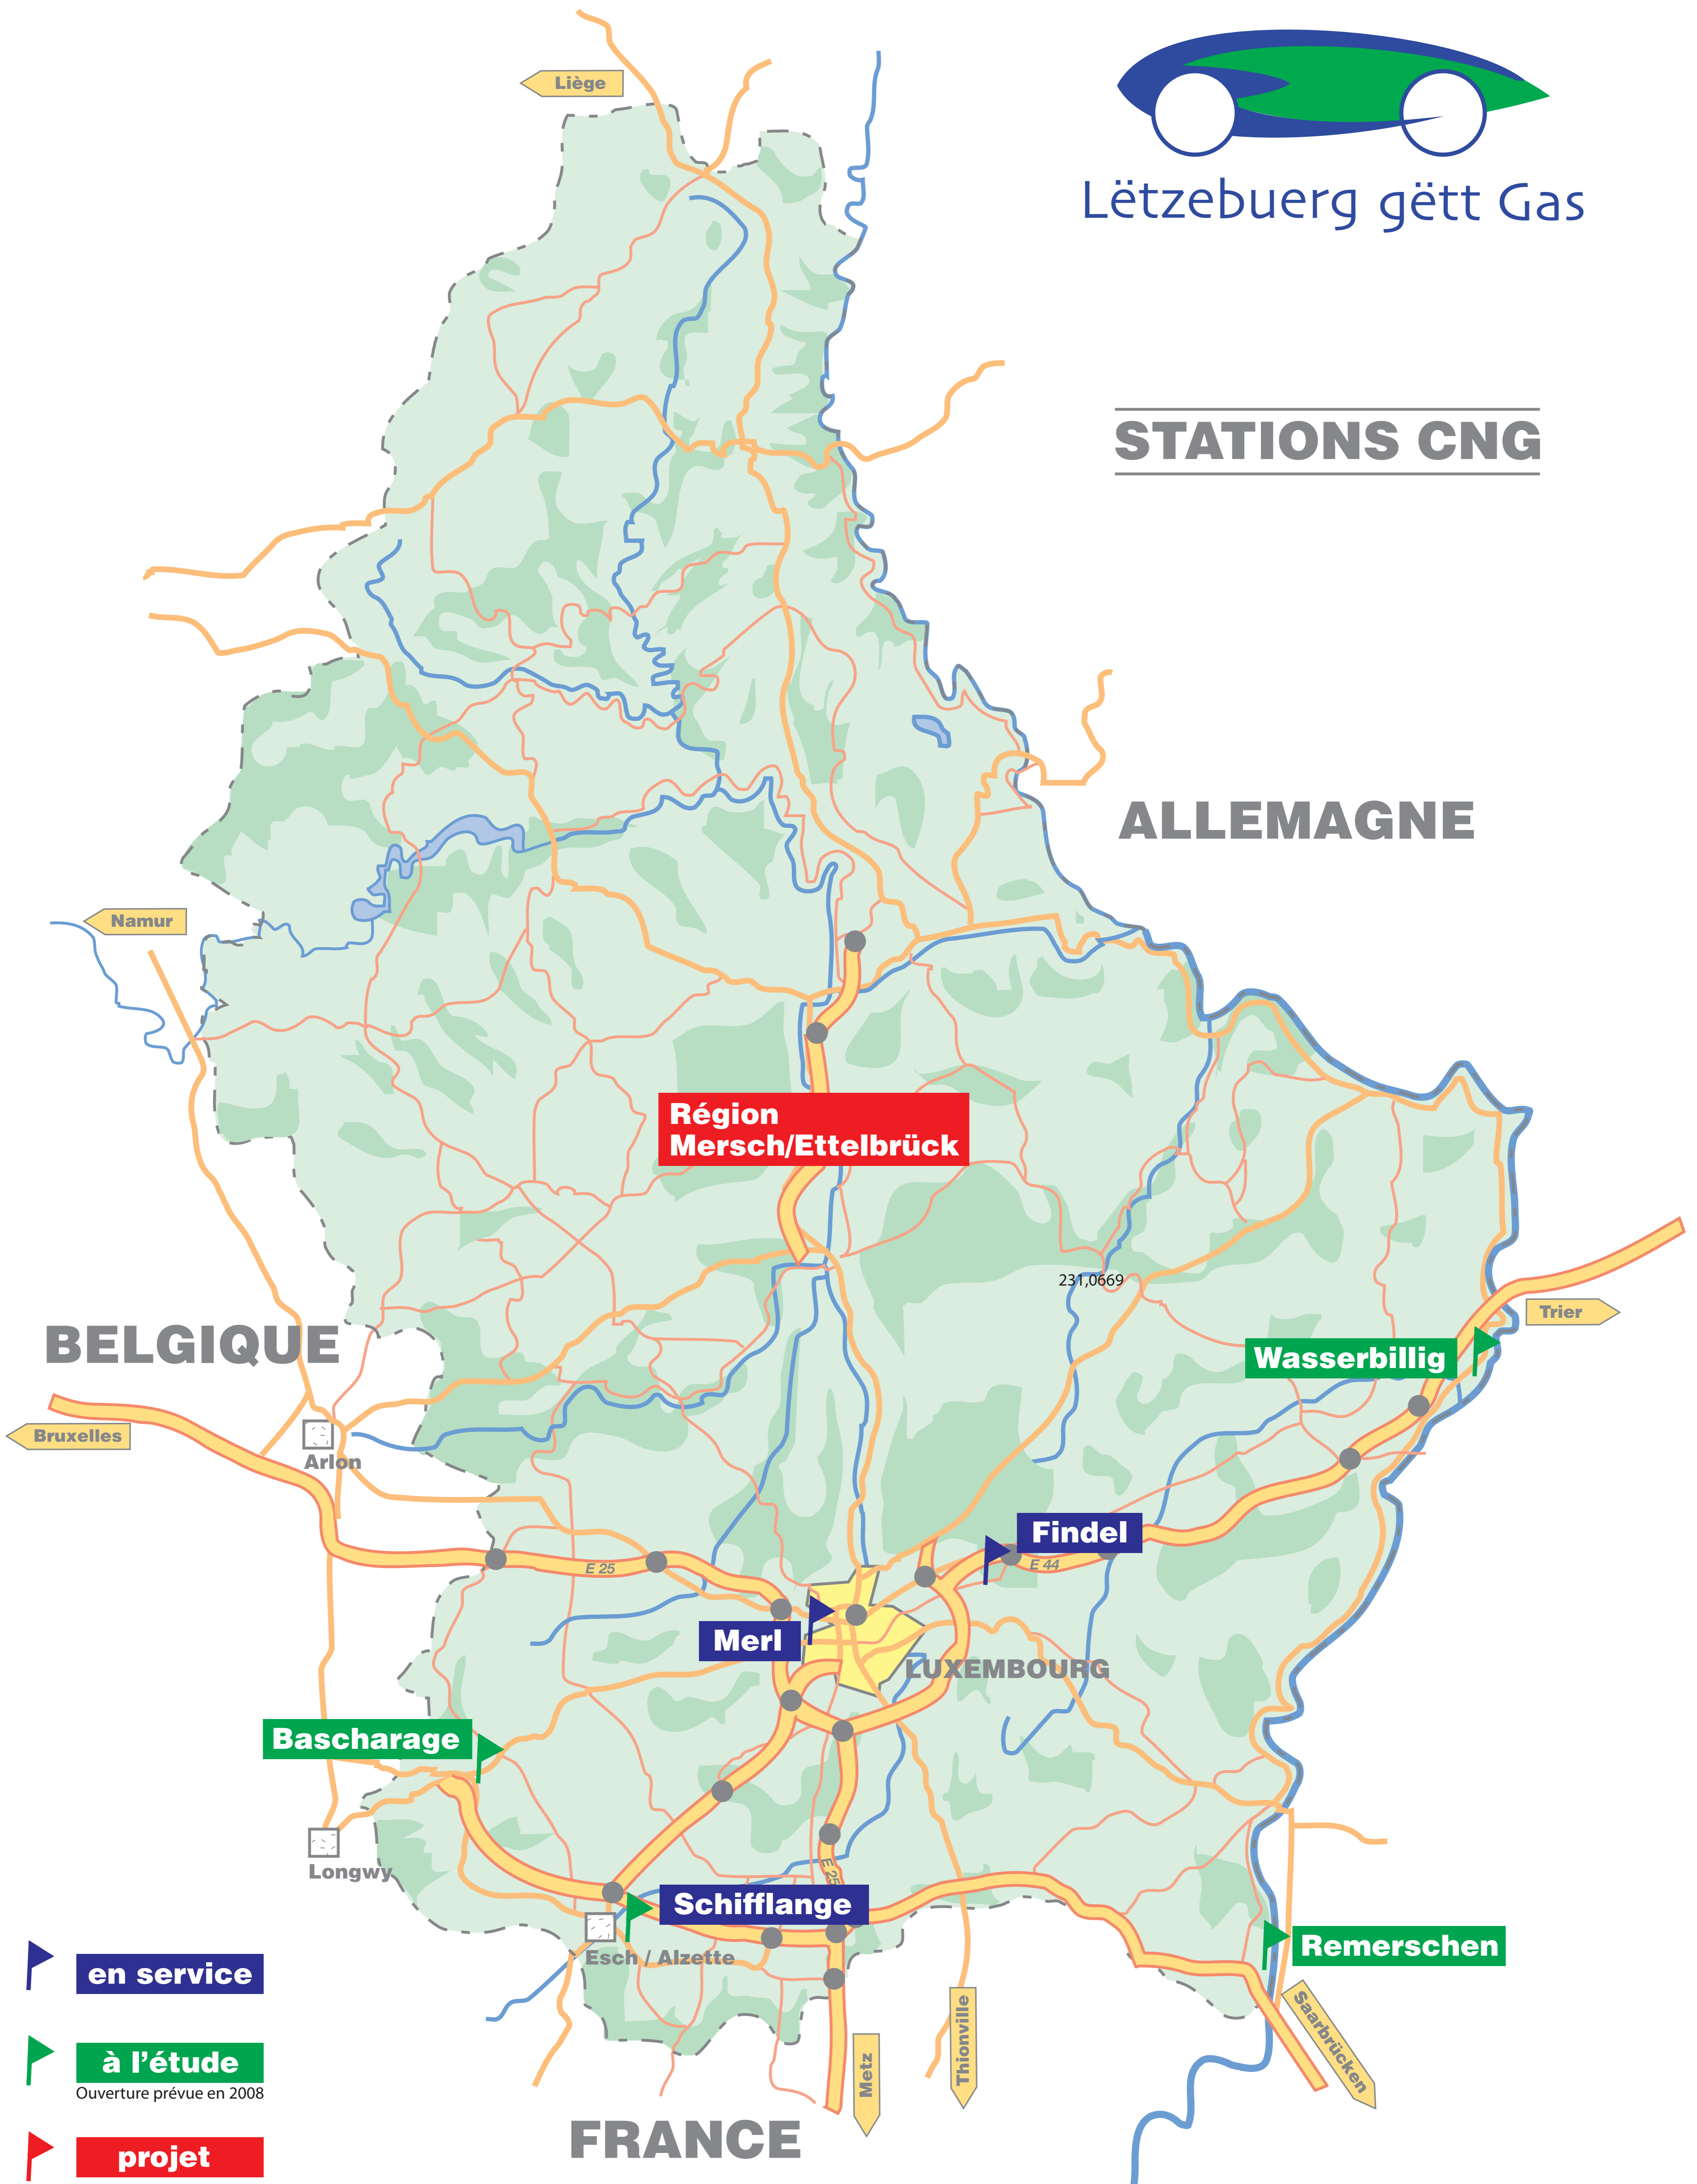 Liège
Lëtzebuerg gëtt Gas
STATIONS CNG
ALLEMAGNE
Namur
Région
Mersch/Ettelbrück
231,0669
Trier
BELGIQUE
Wasserbillig
Bruxelles
Arlon
Findel
E 25
E 44
Merl
LUXEMBOURG
Bascharage
Longwy
E 25
Schifflange
Esch / Alzette
Remerschen
en service
Saarbrücken
Thionville
Metz
à l'étude
Ouverture prévue en 2008
FRANCE
projet